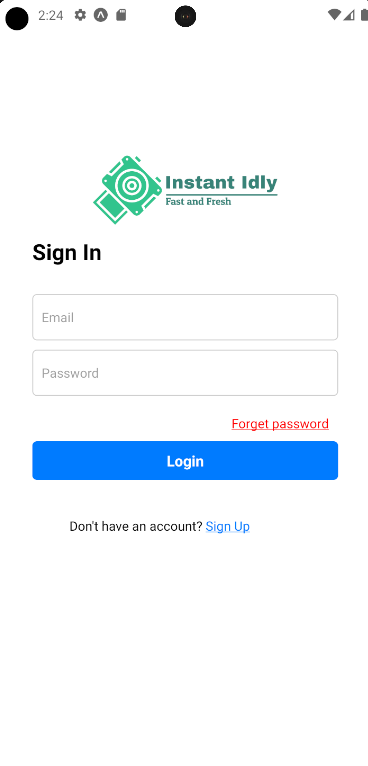 2:24
Instant Idly
Fast and Fresh
Sign In
Email
Password
Forget password
Login
Don't have an account? Sign Up